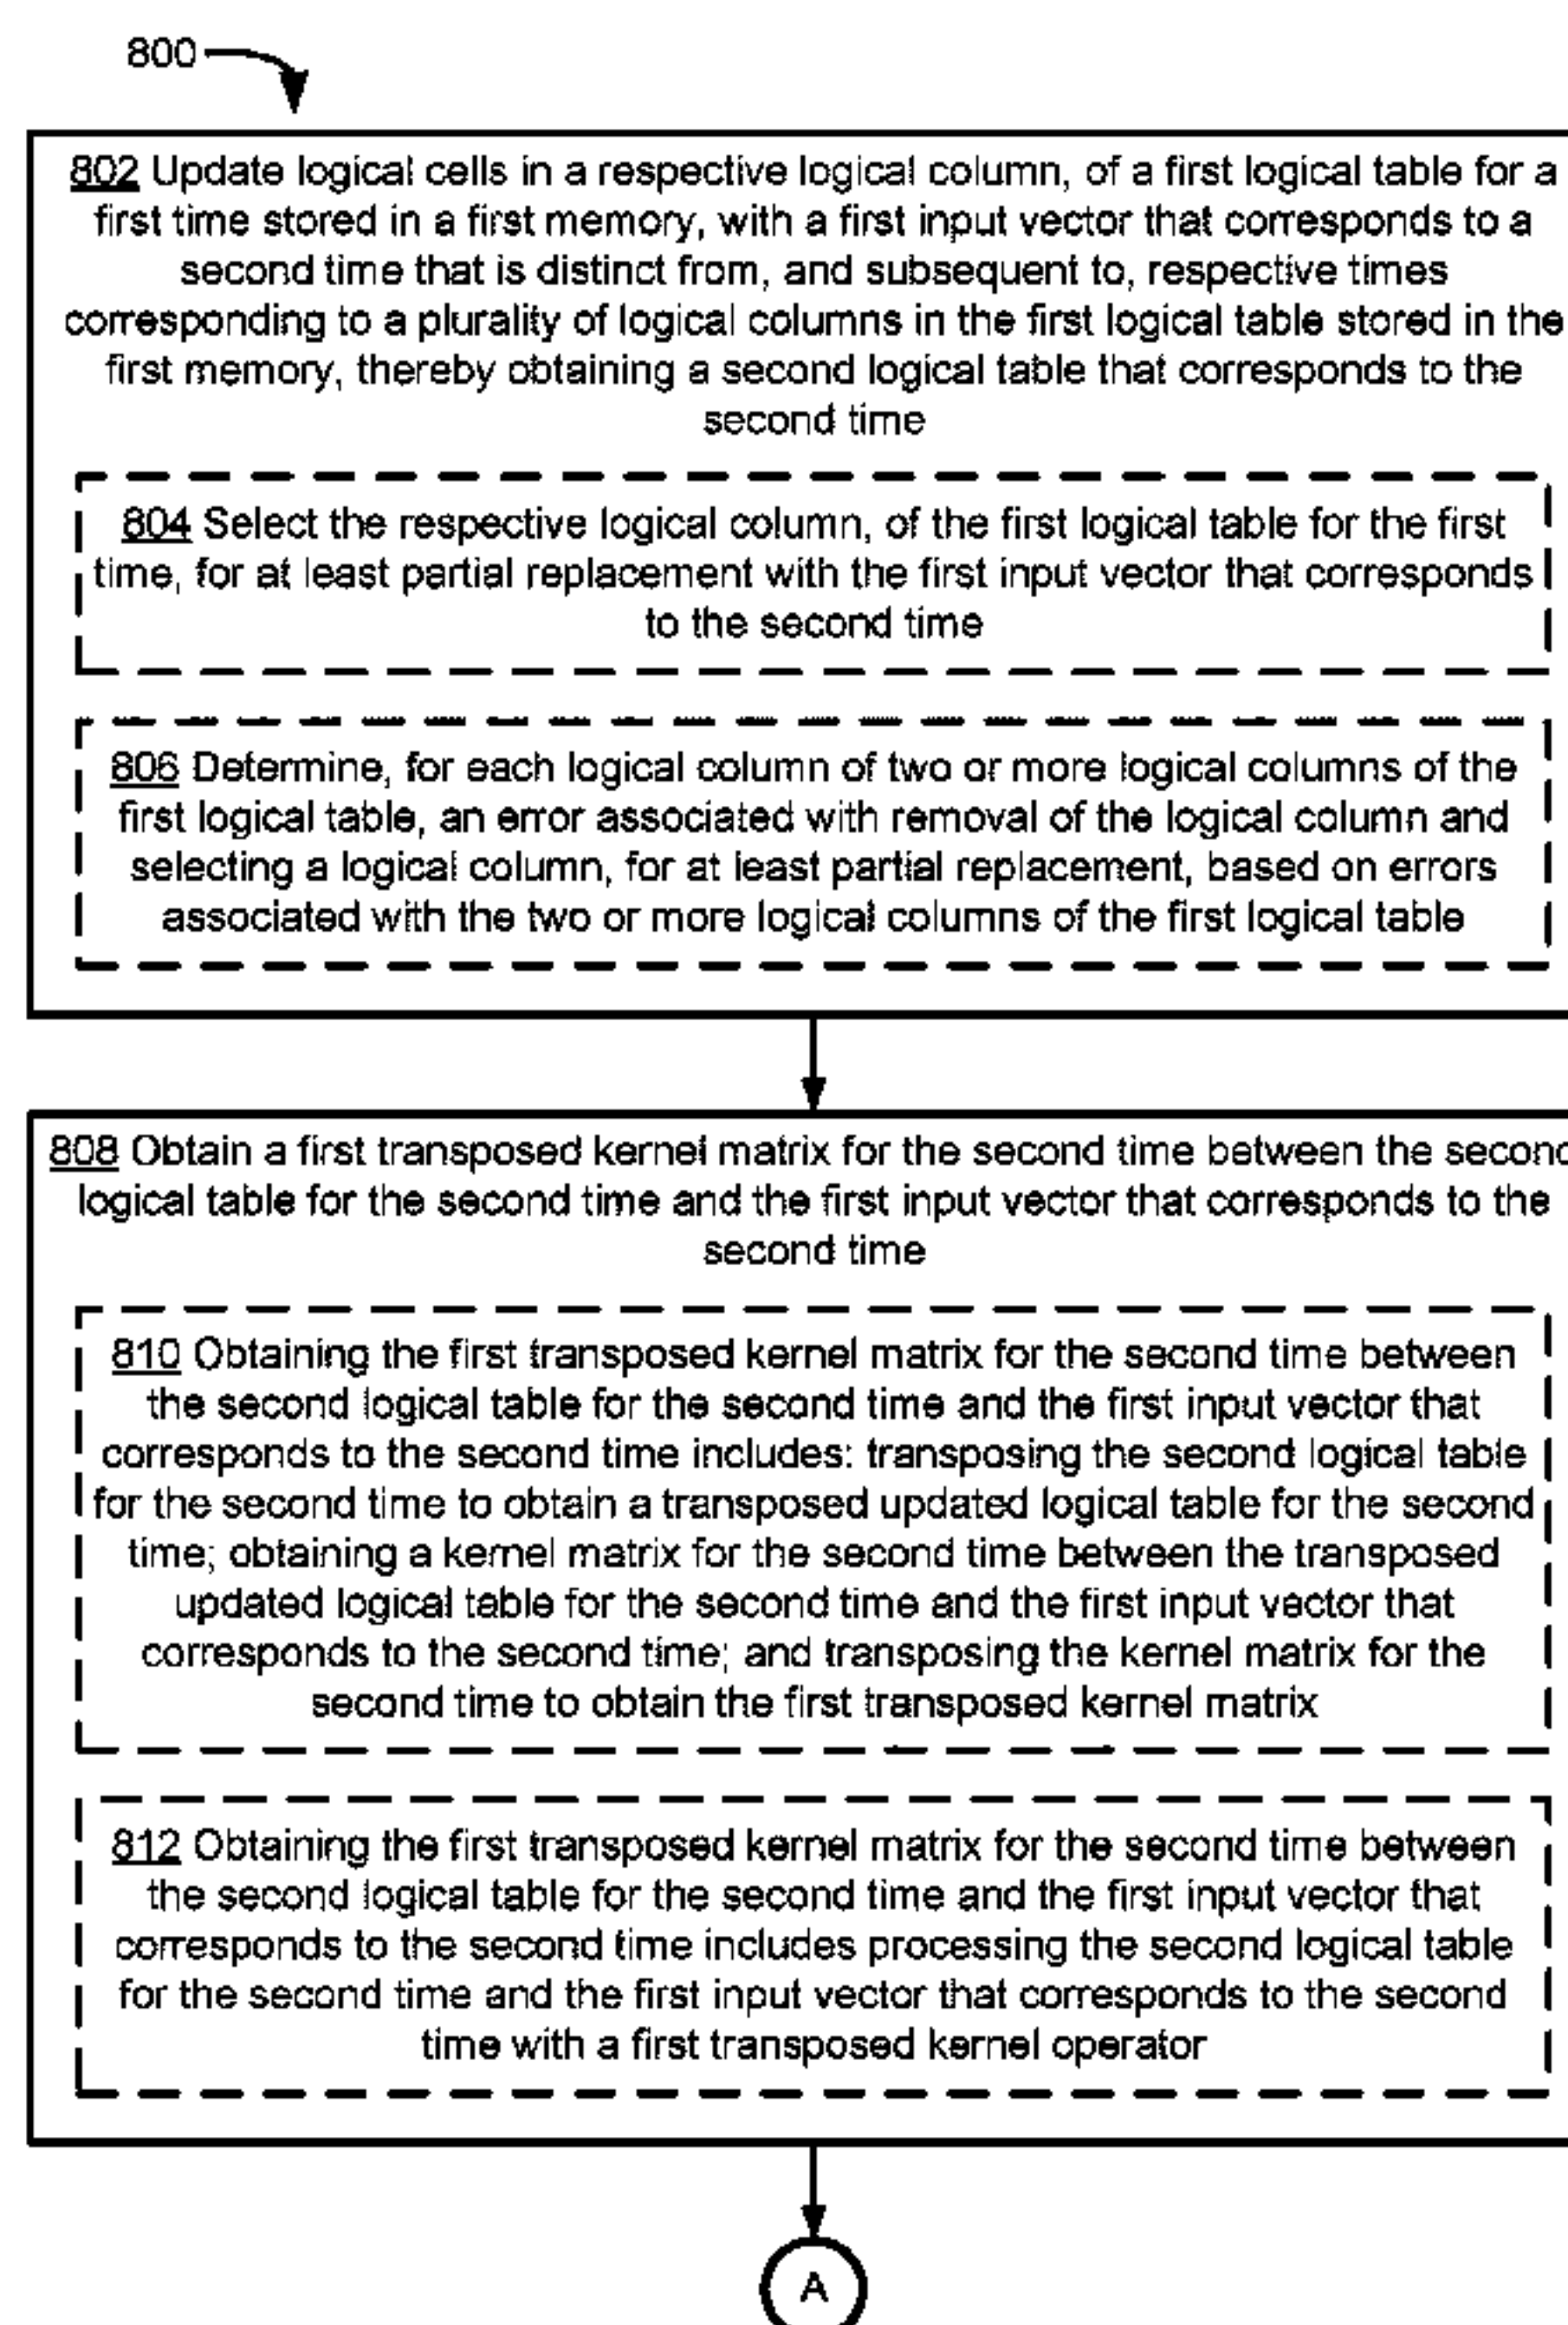 800
802 Update logical cells in a respective logical column, of a first logical table for a
first time stored in a first memory, with a first input vector that corresponds to a
second time that is distinct from, and subsequent to, respective times
corresponding to a plurality of logical columns in the first logical table stored in the
first memory, thereby obtaining a second logical table that corresponds to the
second time
804 Select the respective logical column, of the first logical table for the first
time, for at least partial replacement with the first input vector that corresponds
to the second time
806 Determine, for each logical column of two or more logical columns of the
first logical table, an error associated with removal of the logical column and
selecting a logical column, for at least partial replacement, based on errors
associated with the two or more logical columns of the first logical table
808 Obtain a first transposed kernel matrix for the second time between the second
logical table for the second time and the first input vector that corresponds to the
second time
810 Obtaining the first transposed kernel matrix for the second time between
the second logical table for the second time and the first input vector that
corresponds to the second time includes: transposing the second logical table
for the second time to obtain a transposed updated logical table for the second
time; obtaining a kernel matrix for the second time between the transposed
updated logical table for the second time and the first input vector that
corresponds to the second time; and transposing the kernel matrix for the
second time to obtain the first transposed kernel matrix
812 Obtaining the first transposed kernel matrix for the second time between
the second logical table for the second time and the first input vector that
corresponds to the second time includes processing the second logical table
for the second time and the first input vector that corresponds to the second
time with a first transposed kernel operator
A